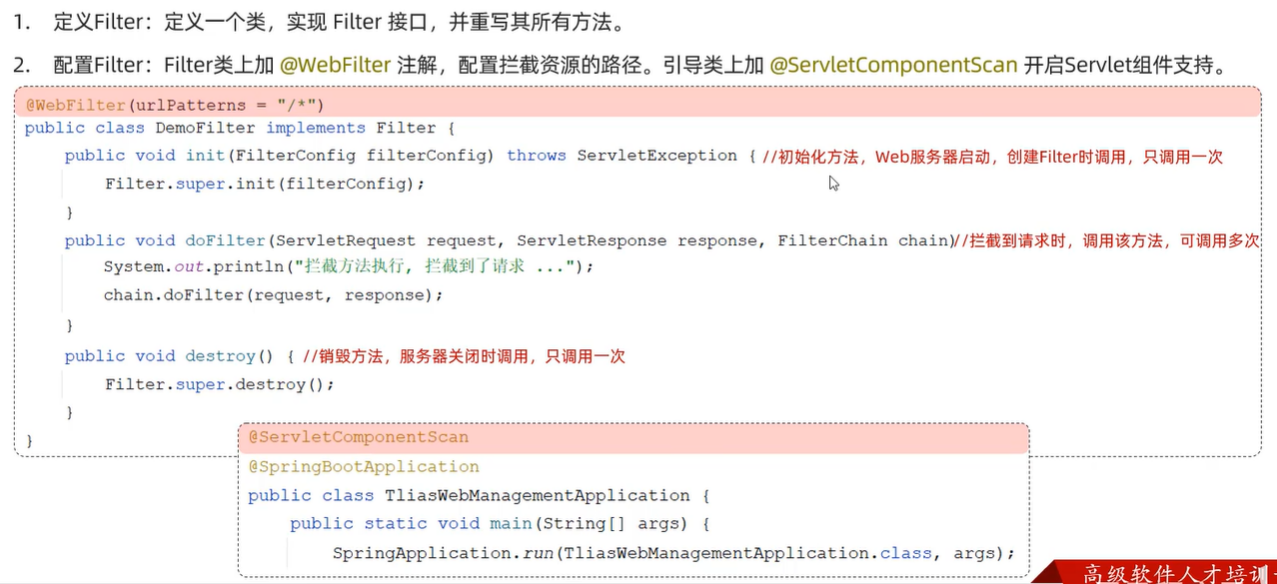 1. 定义Filter：定义一个类，实现 Filter 接口，并重写其所有方法。
2. 配置Filter：Filter类上加 @WebFilter 注解，配置拦截资源的路径。引导类上加 @ServletComponentScan 开启Servlet组件支持。
@WebFilter(urlPatterns = "/*")
public class DemoFilter implements Filter {
public void init(FilterConfig filterConfig) throws ServletException { //初始化方法，Web服务器启动，创建Filter时调用，只调用一次
Filter.super.init(filterConfig);
}
public void doFilter(ServletRequest request, ServletResponse response, FilterChain chain)//拦截到请求时，调用该方法，可调用多次
System.out.println("拦截方法执行, 拦截到了请求 ...");
chain.doFilter(request, response);
}
public void destroy() { //销毁方法，服务器关闭时调用，只调用一次
Filter.super.destroy();
}
}
@ServletComponentScan
@SpringBootApplication
public class TliasWebManagementApplication {
public static void main(String[] args) {
SpringApplication.run(TliasWebManagementApplication.class, args);
高级软件人才培训